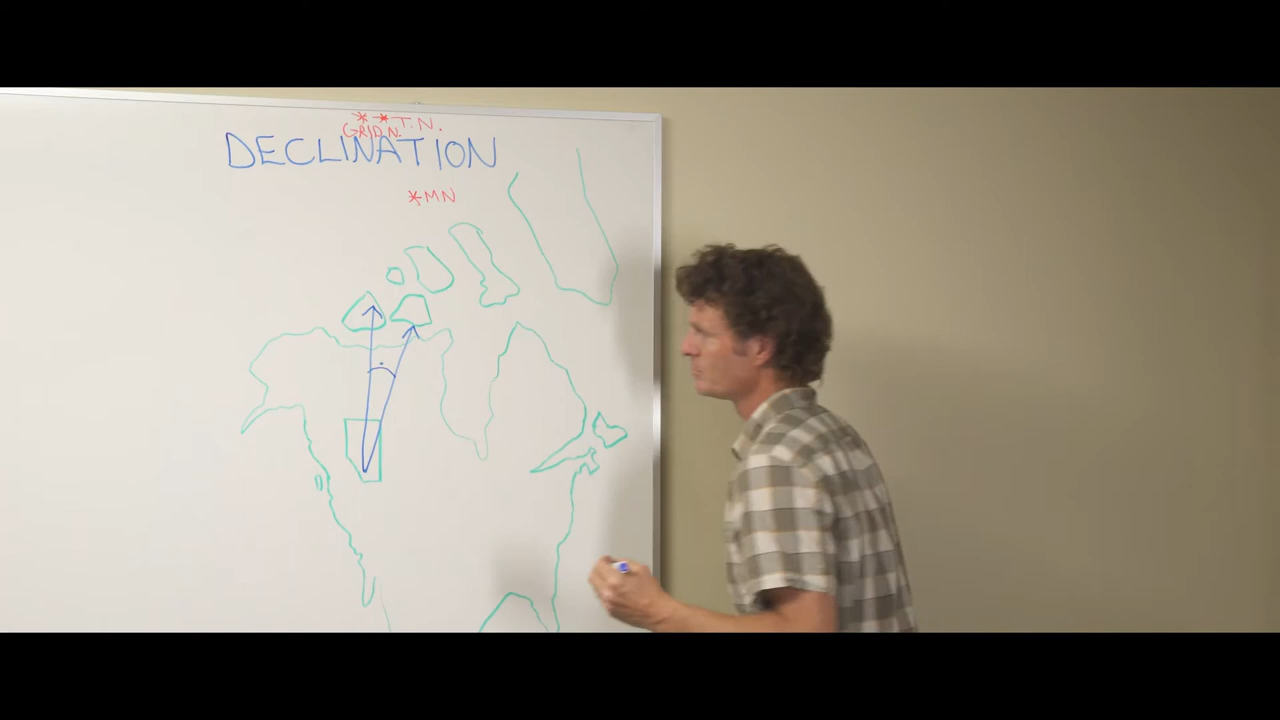 * * T.N.
GRID N.
DECLINATION
*MN